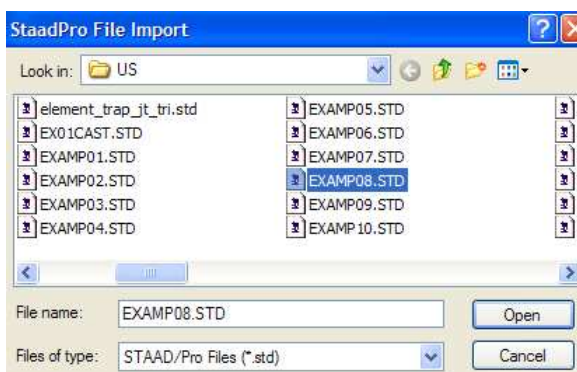 StaadPro File Import
Look in: US
element_trap_jt_tri.std
EX01CAST.STD
EXAMP01.STD
EXAMP02.STD
EXAMP03.STD
EXAMP04.STD
EXAMP05.STD
EXAMP06.STD
EXAMP07.STD
EXAMP08.STD
EXAMP09.STD
EXAMP10.STD
File name: EXAMP08.STD Open
Files of type: STAAD/Pro Files (*.std) Cancel